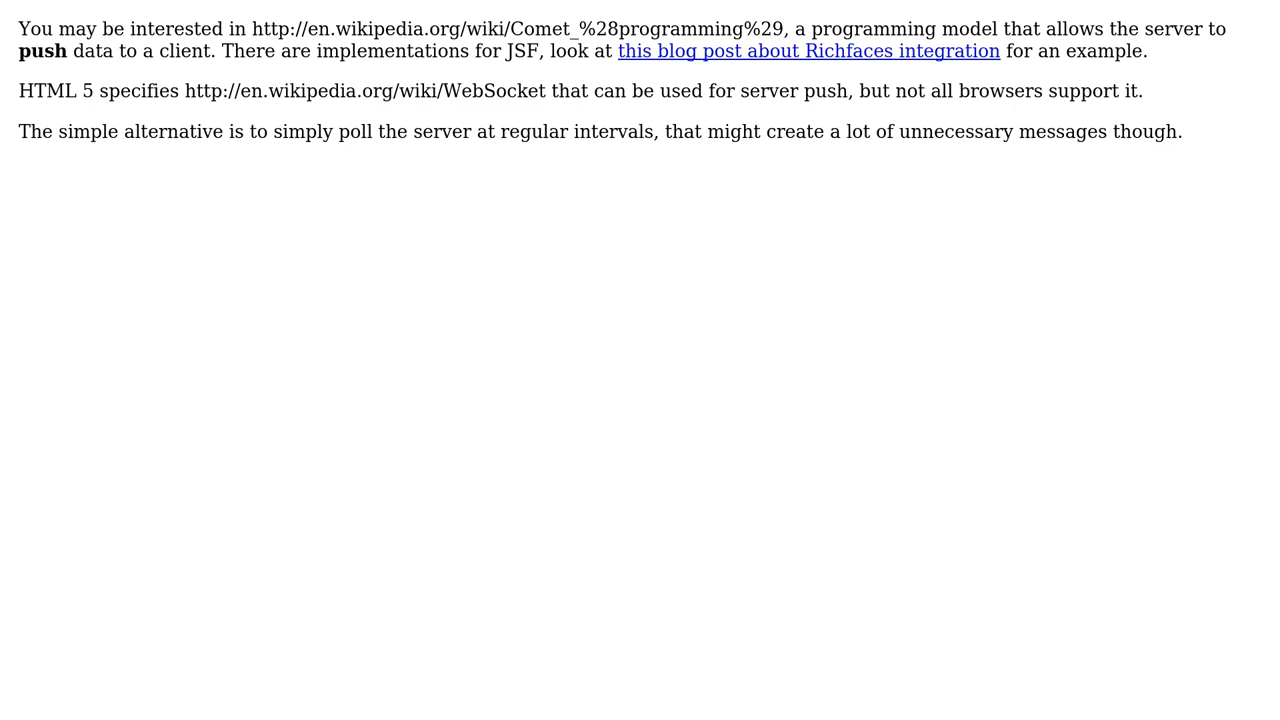 You may be interested in http://en.wikipedia.org/wiki/Comet_%28programming%29, a programming model that allows the server to
push data to a client. There are implementations for JSF, look at this blog post about Richfaces integration for an example.
HTML 5 specifies http://en.wikipedia.org/wiki/WebSocket that can be used for server push, but not all browsers support it.
The simple alternative is to simply poll the server at regular intervals, that might create a lot of unnecessary messages though.